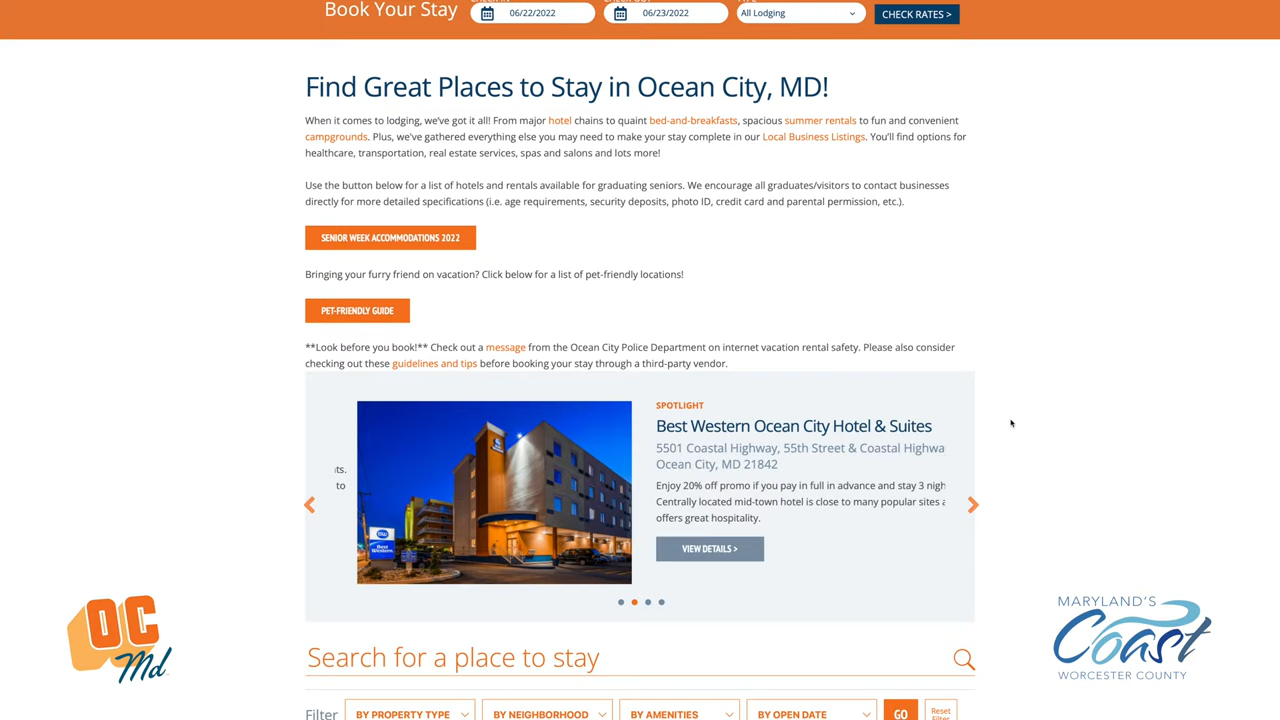 Book Your Stay
06/22/2022
06/23/2022
All Lodging
CHECK RATES >
Find Great Places to Stay in Ocean City, MD!
When it comes to lodging, we've got it all! From major hotel chains to quaint bed-and-breakfasts, spacious summer rentals to fun and convenient
campgrounds. Plus, we've gathered everything else you may need to make your stay complete in our Local Business Listings. You'll find options for
healthcare, transportation, real estate services, spas and salons and lots more!
Use the button below for a list of hotels and rentals available for graduating seniors. We encourage all graduates/visitors to contact businesses
directly for more detailed specifications (i.e. age requirements, security deposits, photo ID, credit card and parental permission, etc.).
SENIOR WEEK ACCOMMODATIONS 2022
Bringing your furry friend on vacation? Click below for a list of pet-friendly locations!
PET-FRIENDLY GUIDE
**Look before you book!** Check out a message from the Ocean City Police Department on internet vacation rental safety. Please also consider
checking out these guidelines and tips before booking your stay through a third-party vendor.
ts.
to
Best Western
SPOTLIGHT
Best Western Ocean City Hotel & Suites
5501 Coastal Highway, 55th Street & Coastal Highwa
Ocean City, MD 21842
Enjoy 20% off promo if you pay in full in advance and stay 3 nigh
Centrally located mid-town hotel is close to many popular sites a
offers great hospitality.
VIEW DETAILS >
OC
Md
MARYLAND'S
Coast
WORCESTER COUNTY
Search for a place to stay
Filter
BY PROPERTY TYPE
BY NEIGHBORHOOD
BY AMENITIES
BY OPEN DATE
GO
Reset
Filter